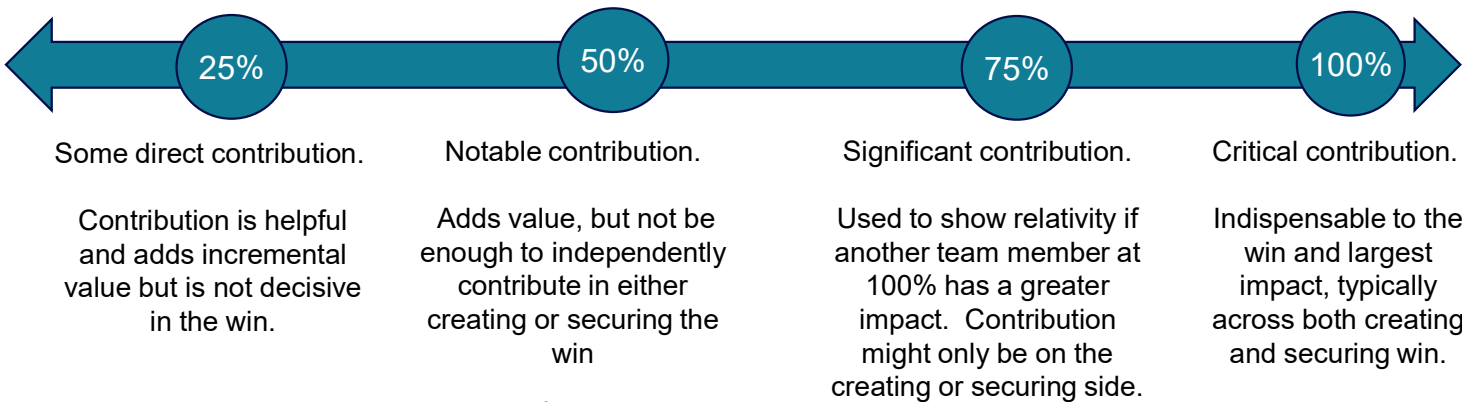 25%
50%
75%
100%
Some direct contribution.
Contribution is helpful
and adds incremental
value but is not decisive
in the win.
Notable contribution.
Adds value, but not be
enough to independently
contribute in either
creating or securing the
win
Significant contribution.
Used to show relativity if
another team member at
100% has a greater
impact. Contribution
might only be on the
creating or securing side.
Critical contribution.
Indispensable to the
win and largest
impact, typically
across both creating
and securing win.